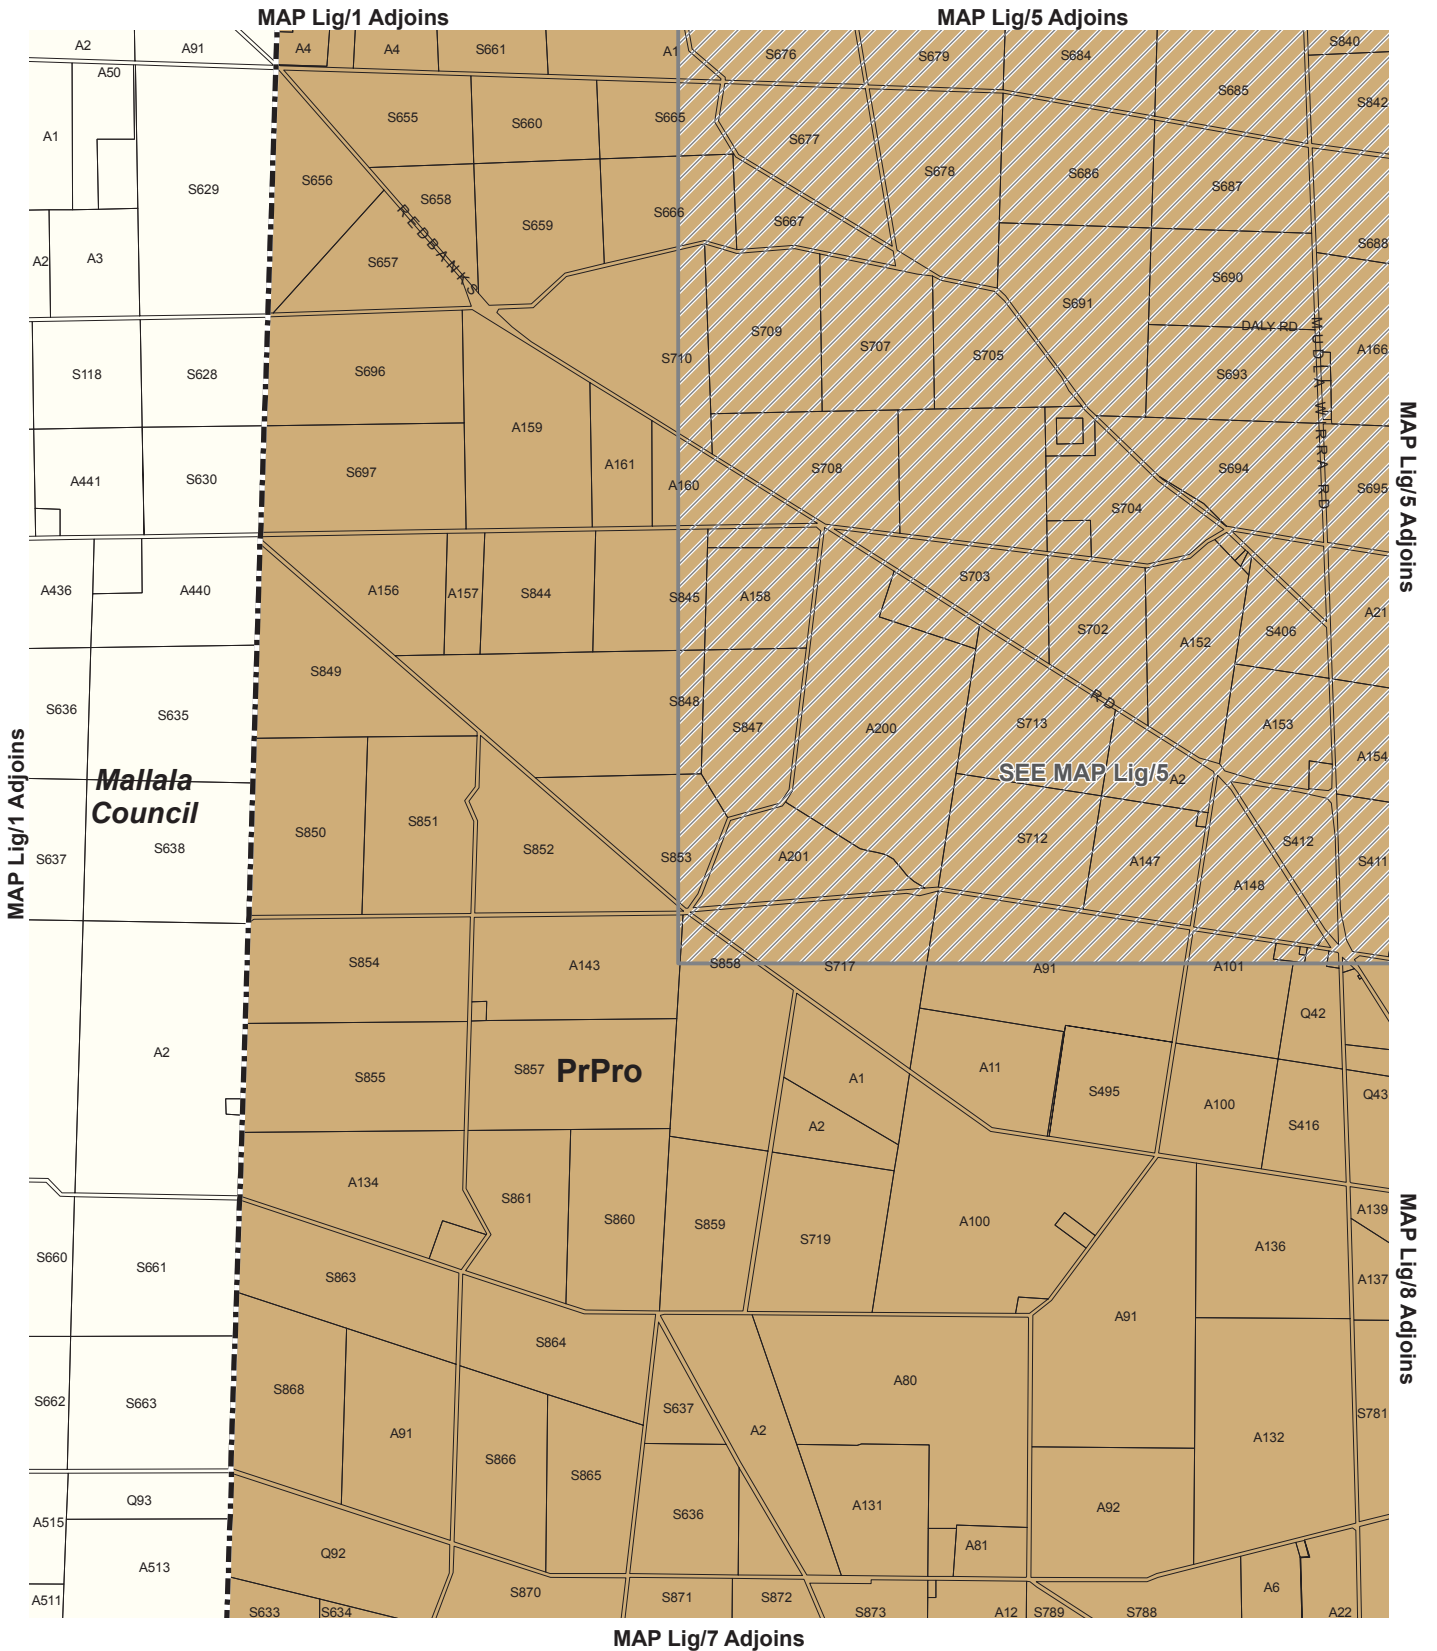 MAP Lig/1 Adjoins
MAP Lig/5 Adjoins
A2
A91
A4
A4
S661
A1
S676
S679
S684
S840
A50
S685
S842
A1
S655
S660
S665
S677
S678
S686
S687
S629
S656
S658
S659
S666
S667
S688
A2
A3
S657
REDBANKS
S691
S690
S118
S628
S696
S710
S709
S707
S705
DALY RD
S693
MUDLA WIRRA RD
A166
A159
A441
S630
S697
A161
A160
S708
S704
S694
S695
MAP Lig/5 Adjoins
A436
A440
A156
A157
S844
S845
A158
S703
S702
A152
S406
A21
S849
S636
S635
S848
S847
A200
S713
RD
A153
A154
SEE MAP Lig/5
A2
MAP Lig/1 Adjoins
Mallala
Council
S637
S638
S850
S851
S852
S853
A201
S712
A147
A148
S412
S411
S854
A143
S858
S717
A91
A101
Q42
A2
S855
S857
PrPro
A1
A2
A11
S495
A100
S416
Q43
A134
S861
S860
S859
S719
A100
A136
A139
A137
MAP Lig/8 Adjoins
S660
S661
S863
S864
A91
S662
S663
S868
A91
S866
S865
S637
A2
A80
A132
S781
Q93
A515
A513
A511
Q92
S636
A131
A81
A92
S633
S634
S870
S871
S872
S873
A12
S789
S788
A6
A22
MAP Lig/7 Adjoins